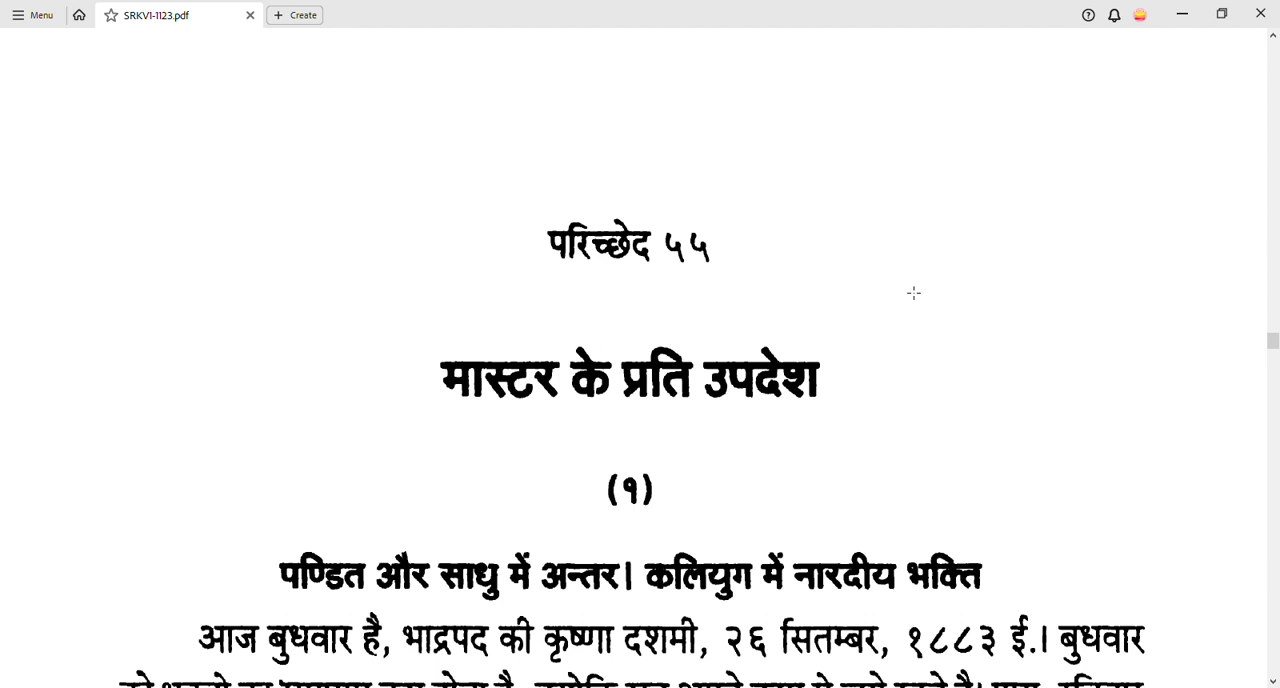 Menu
SRKV1-1123.pdf
+ Create
परिच्छेद ५५
मास्टर के प्रति उपदेश
(१)
पण्डित और साधु में अन्तर। कलियुग में नारदीय भक्ति
आज बुधवार है, भाद्रपद की कृष्णा दशमी, २६ सितम्बर, १८८३ ई.। बुधवार